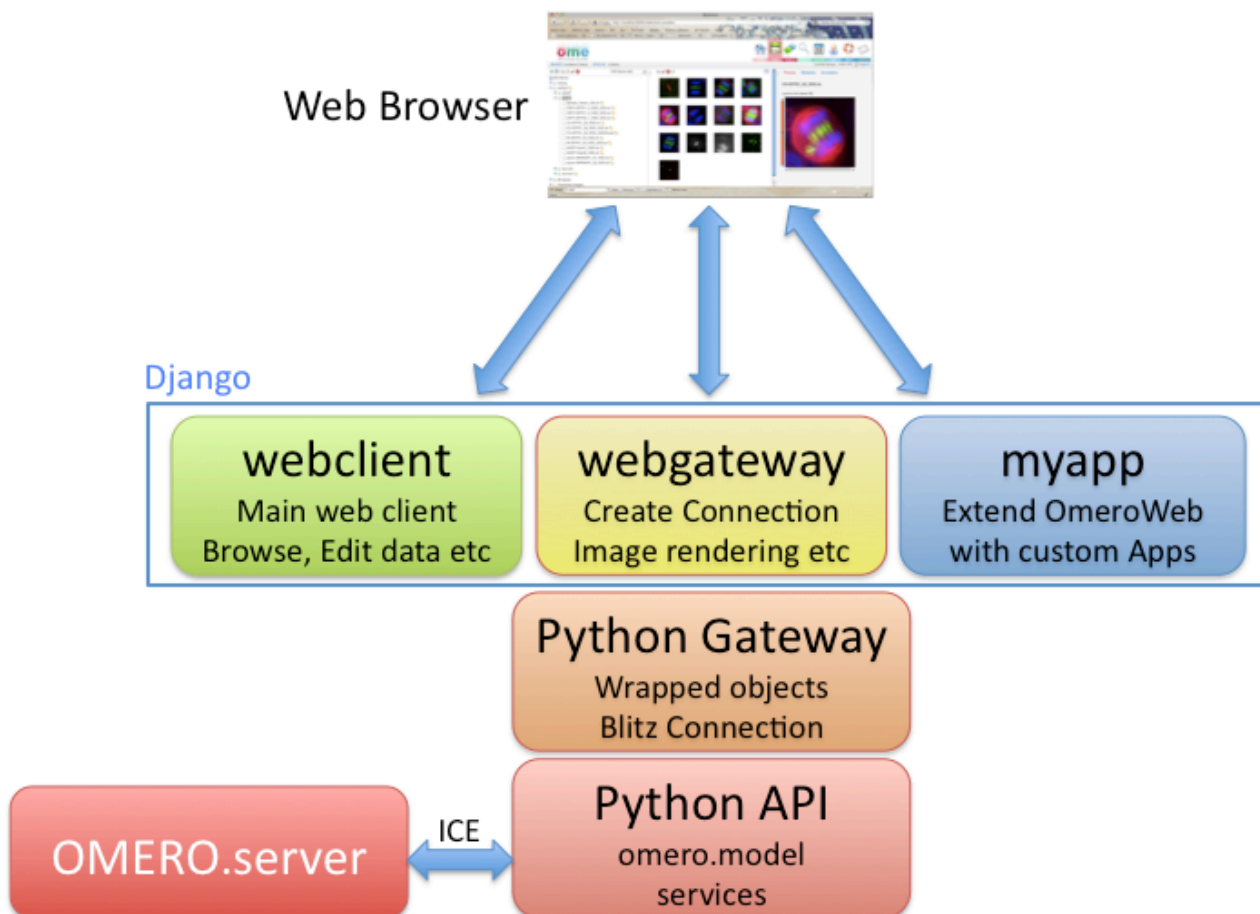 ome
Web Browser
Django
webclient
Main web client
Browse, Edit data etc
webgateway
Create Connection
Image rendering etc
myapp
Extend OmeroWeb
with custom Apps
Python Gateway
Wrapped objects
Blitz Connection
Python API
omero.model
services
ICE
OMERO.server